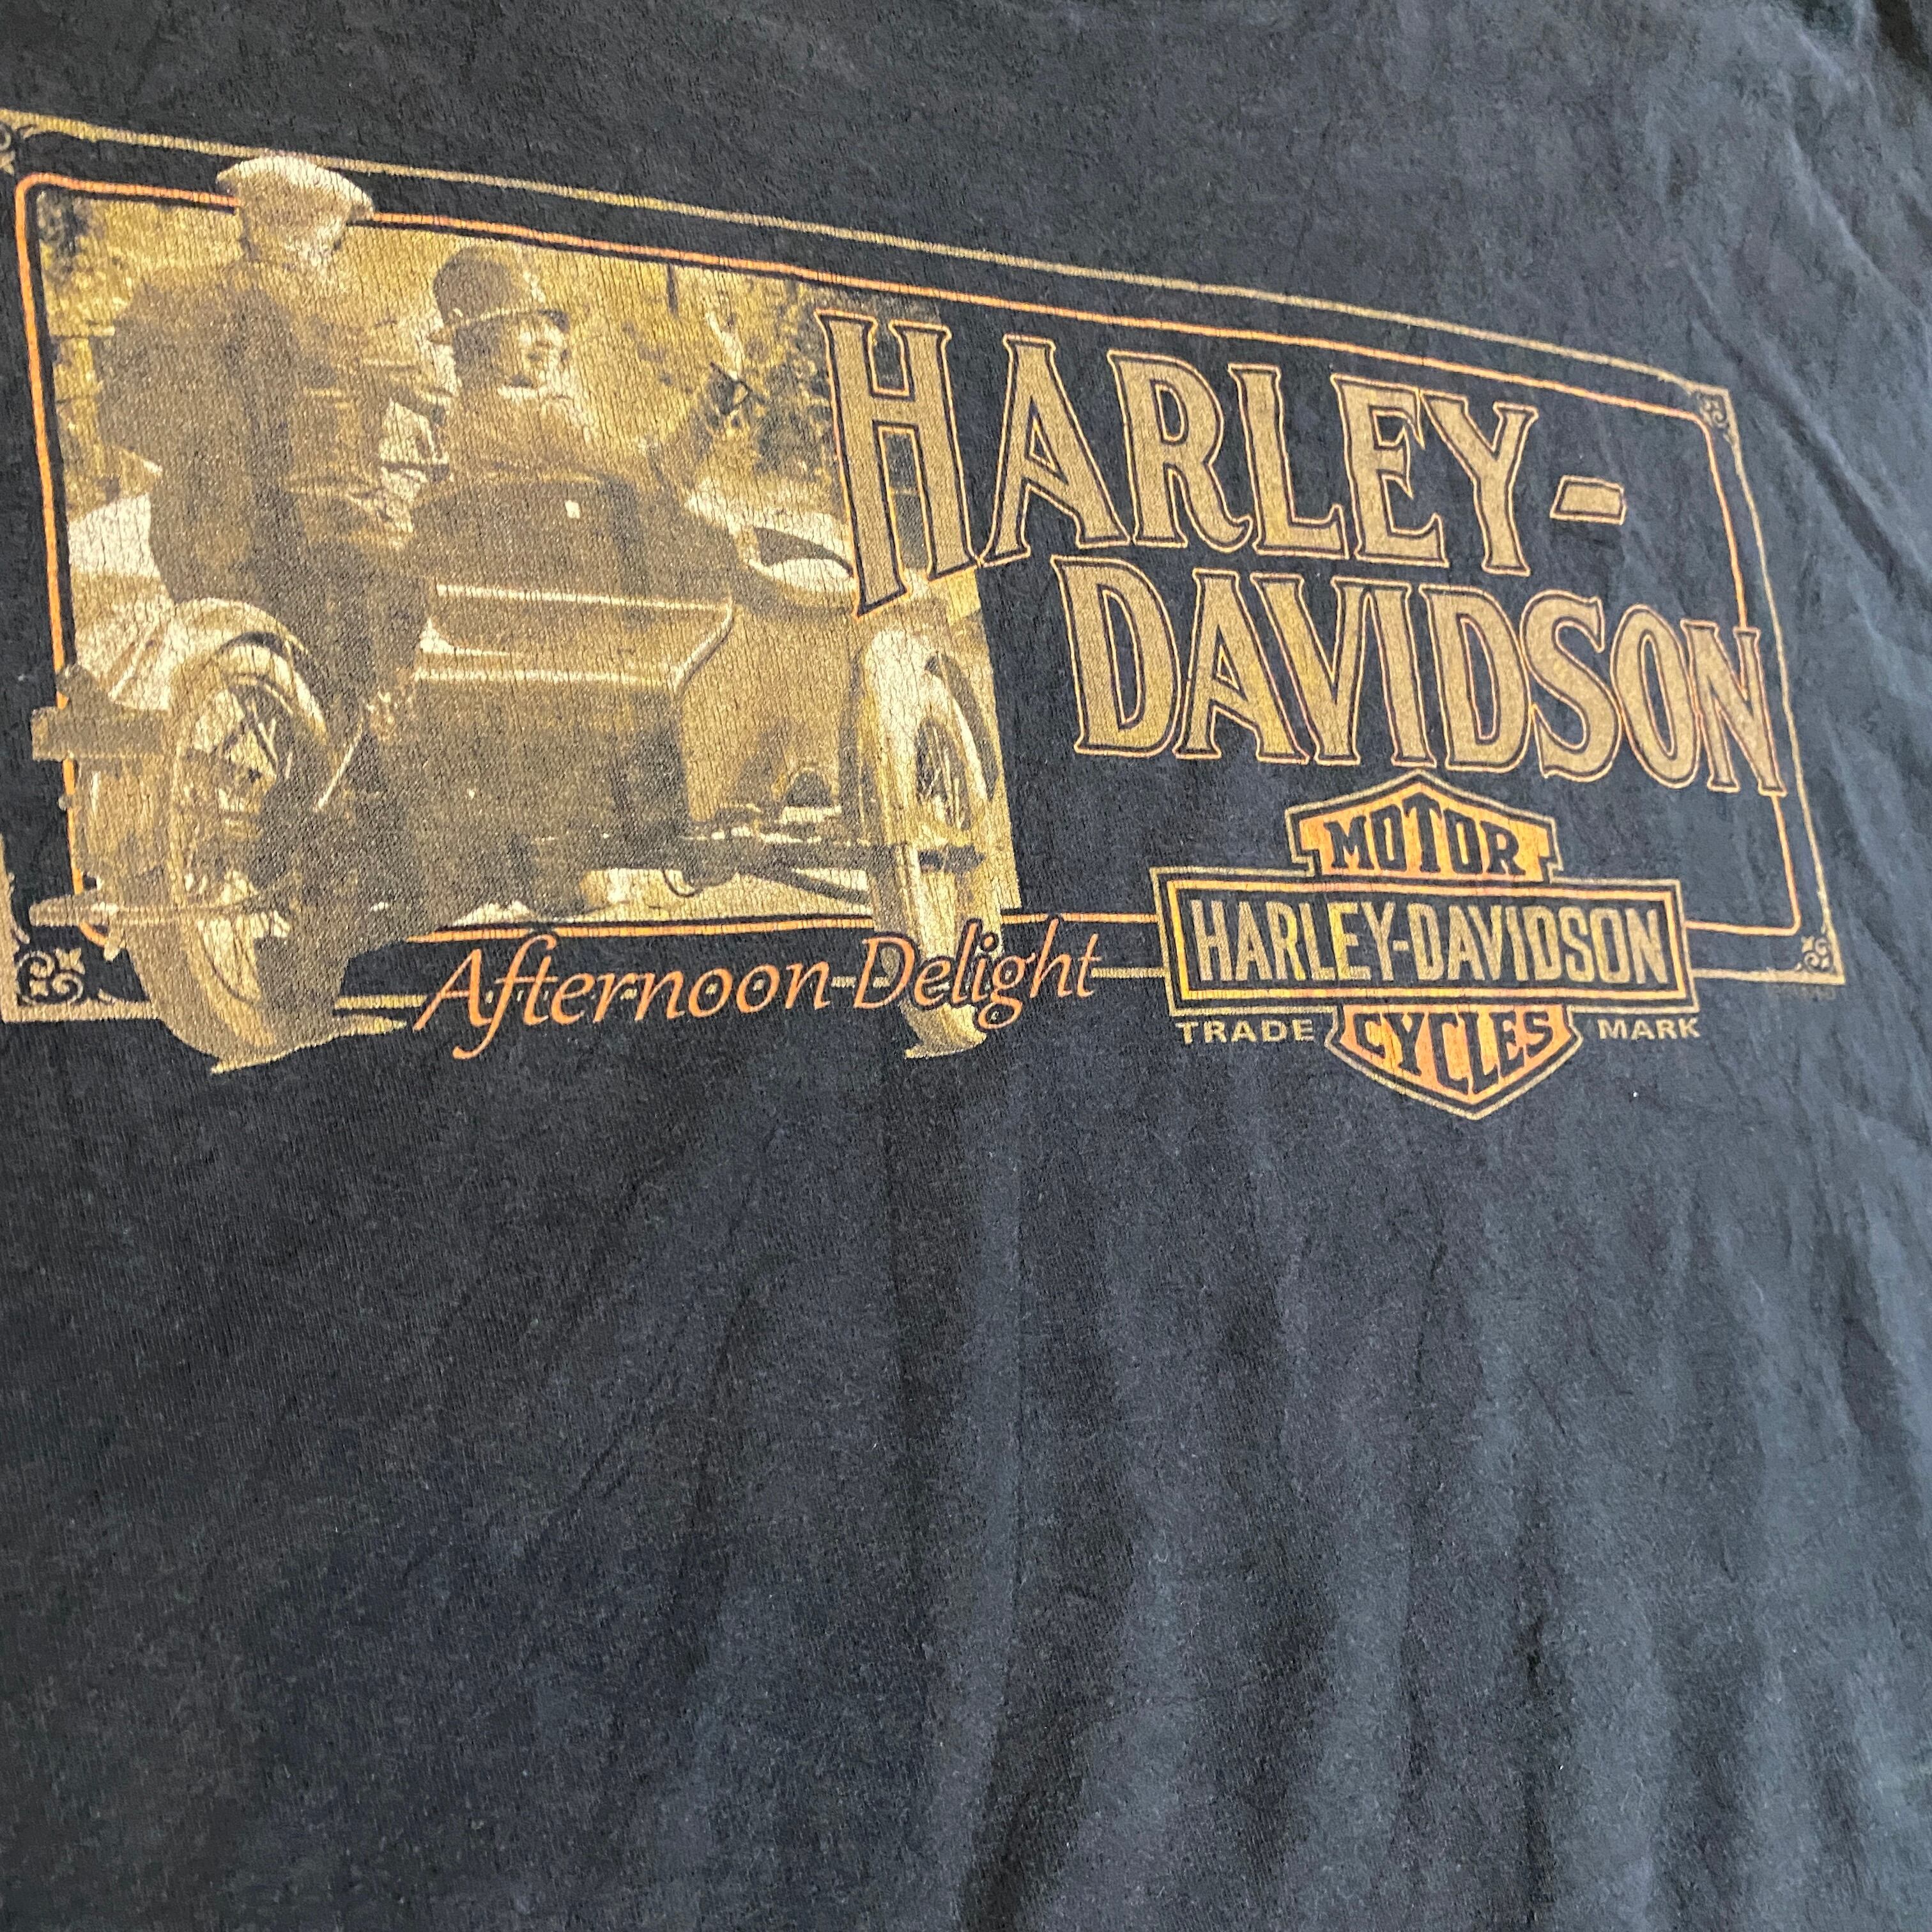 HARLEY-
DAVIDSON
MOTOR
HARLEY-DAVIDSON
CYCLES
TRADE MARK
Afternoon Delight